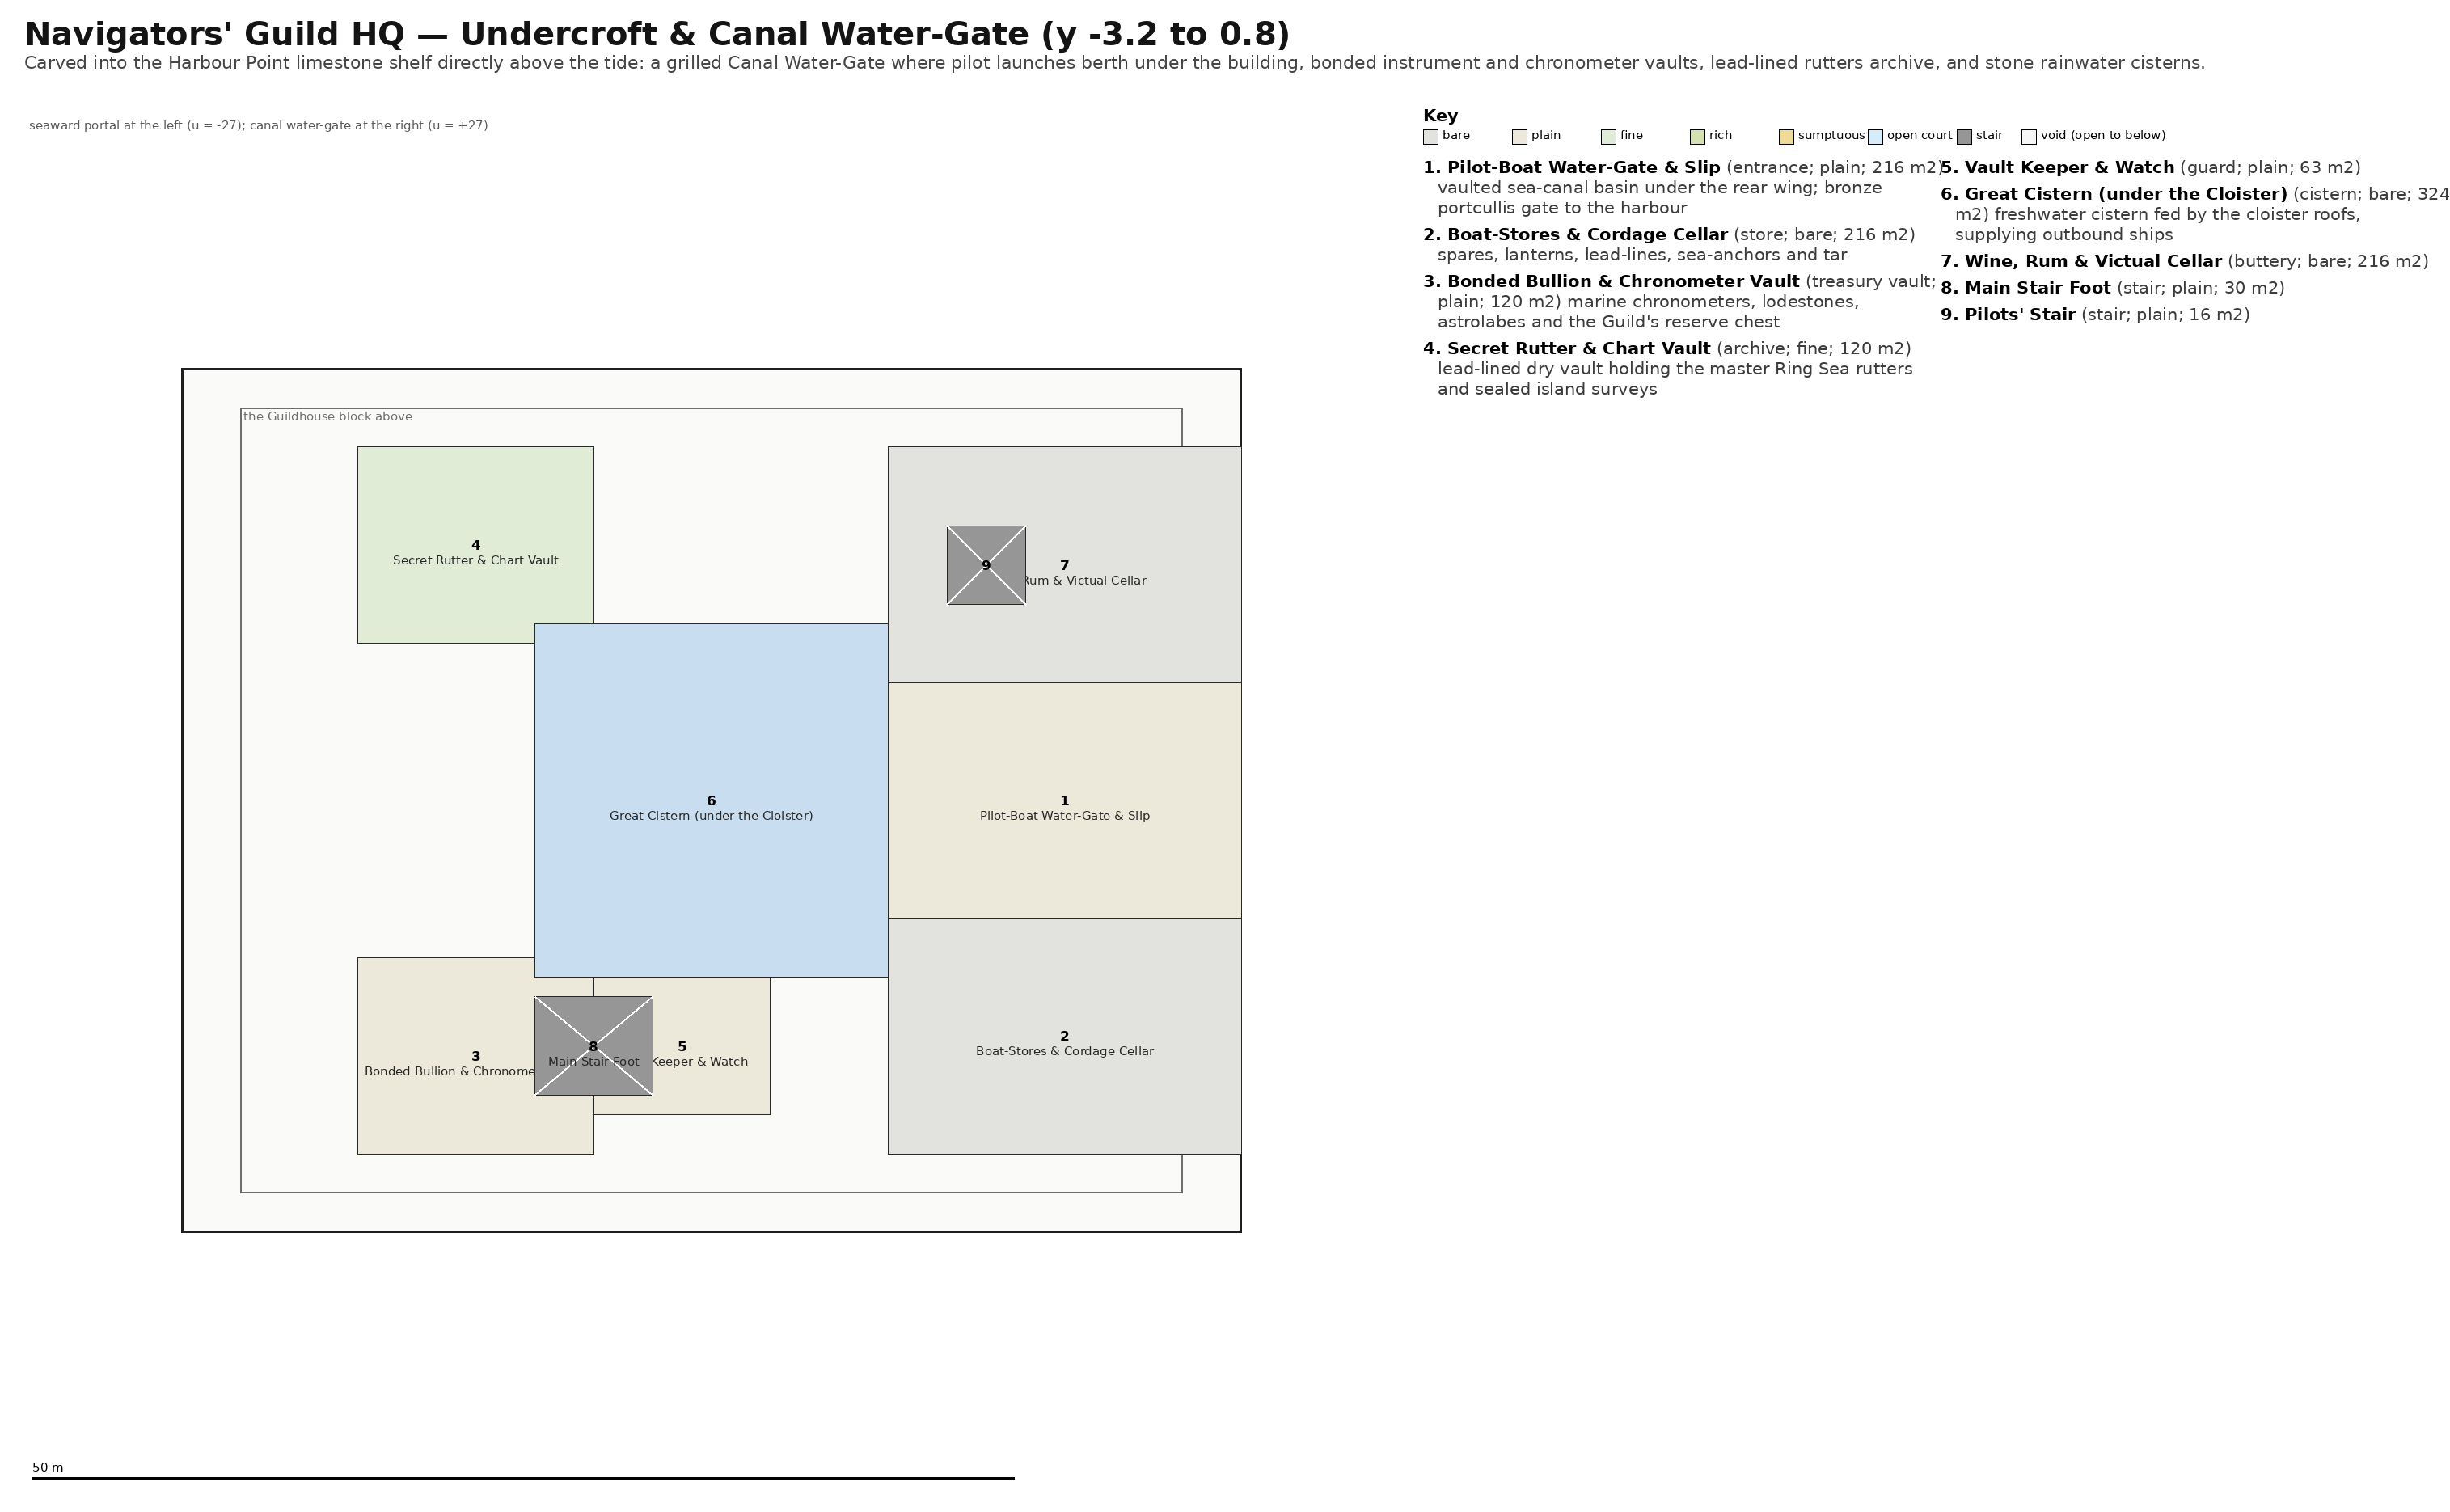 Navigators' Guild HQ — Undercroft & Canal Water-Gate (y -3.2 to 0.8)
Carved into the Harbour Point limestone shelf directly above the tide: a grilled Canal Water-Gate where pilot launches berth under the building, bonded instrument and chronometer vaults, lead-lined rutters archive, and stone rainwater cisterns.
seaward portal at the left (u = -27); canal water-gate at the right (u = +27)
Key
bare plain fine rich sumptuous open court stair void (open to below)
1. Pilot-Boat Water-Gate & Slip (entrance; plain; 216 m2)
vaulted sea-canal basin under the rear wing; bronze
portcullis gate to the harbour
2. Boat-Stores & Cordage Cellar (store; bare; 216 m2)
spares, lanterns, lead-lines, sea-anchors and tar
3. Bonded Bullion & Chronometer Vault (treasury vault;
plain; 120 m2) marine chronometers, lodestones,
astrolabes and the Guild's reserve chest
4. Secret Rutter & Chart Vault (archive; fine; 120 m2)
lead-lined dry vault holding the master Ring Sea rutters
and sealed island surveys
5. Vault Keeper & Watch (guard; plain; 63 m2)
6. Great Cistern (under the Cloister) (cistern; bare; 324
m2) freshwater cistern fed by the cloister roofs,
supplying outbound ships
7. Wine, Rum & Victual Cellar (buttery; bare; 216 m2)
8. Main Stair Foot (stair; plain; 30 m2)
9. Pilots' Stair (stair; plain; 16 m2)
the Guildhouse block above
4
Secret Rutter & Chart Vault
9
7
Rum & Victual Cellar
6
Great Cistern (under the Cloister)
1
Pilot-Boat Water-Gate & Slip
3
Bonded Bullion & Chronome
8
Main Stair Foot
5
Keeper & Watch
2
Boat-Stores & Cordage Cellar
50 m